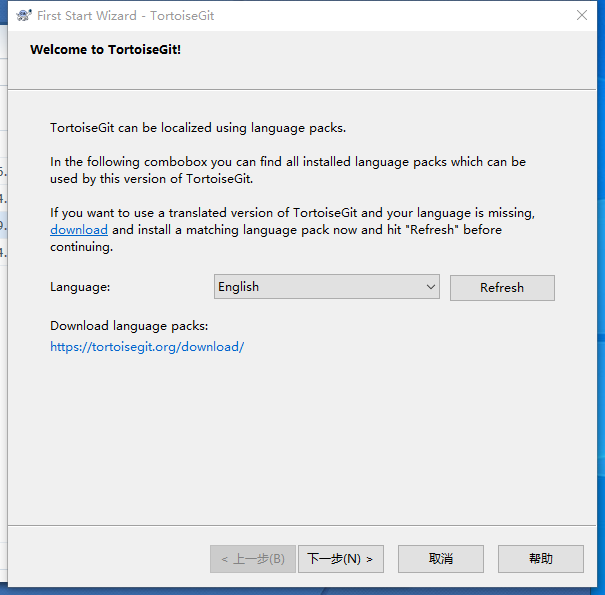 First Start Wizard - TortoiseGit
Welcome to TortoiseGit!
TortoiseGit can be localized using language packs.
In the following combobox you can find all installed language packs which can be
used by this version of TortoiseGit.
If you want to use a translated version of TortoiseGit and your language is missing,
download and install a matching language pack now and hit "Refresh" before
continuing.
Language: English Refresh
Download language packs:
https://tortoisegit.org/download/
< 上一步(B) 下一步(N) > 取消 帮助